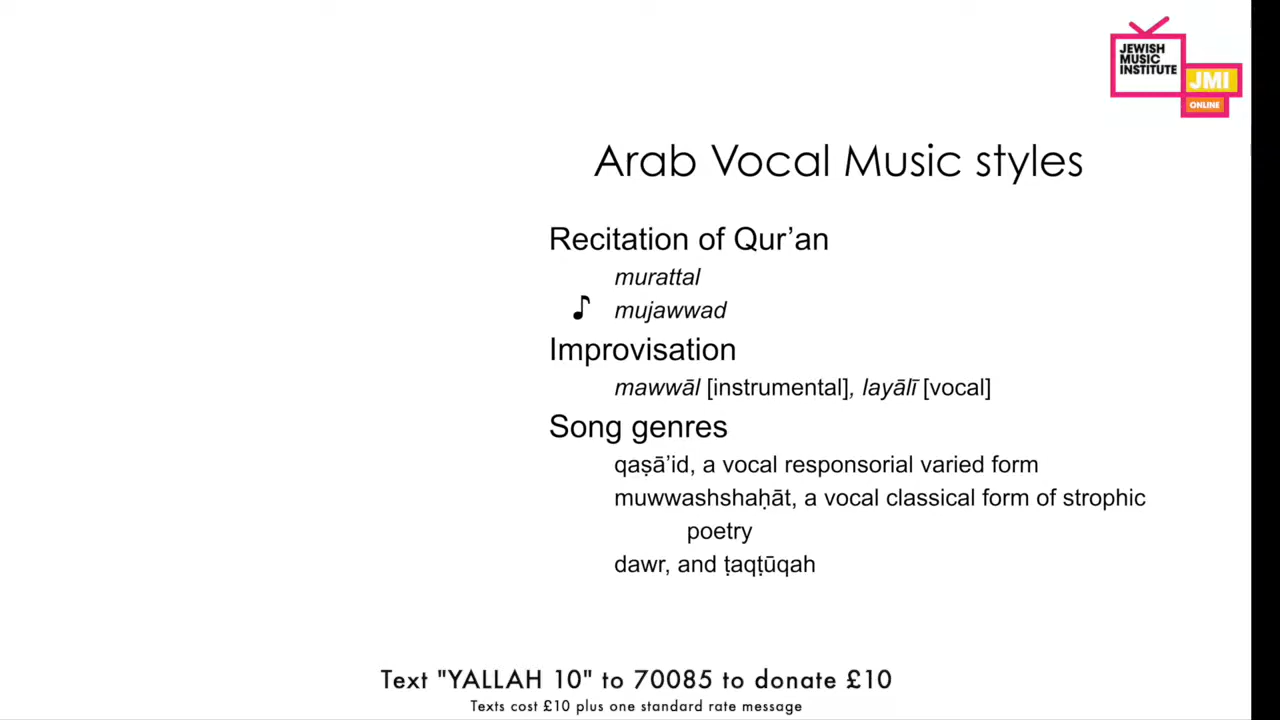 JEWISH
MUSIC
INSTITUTE
JMI
ONLINE
Arab Vocal Music styles
Recitation of Qur’an
murattal
mujawwad
Improvisation
mawwāl [instrumental], layālī [vocal]
Song genres
qaṣā’id, a vocal responsorial varied form
muwwashshaḥāt, a vocal classical form of strophic
poetry
dawr, and ṭaqṭūqah
Text "YALLAH 10" to 70085 to donate £10
Texts cost £10 plus one standard rate message